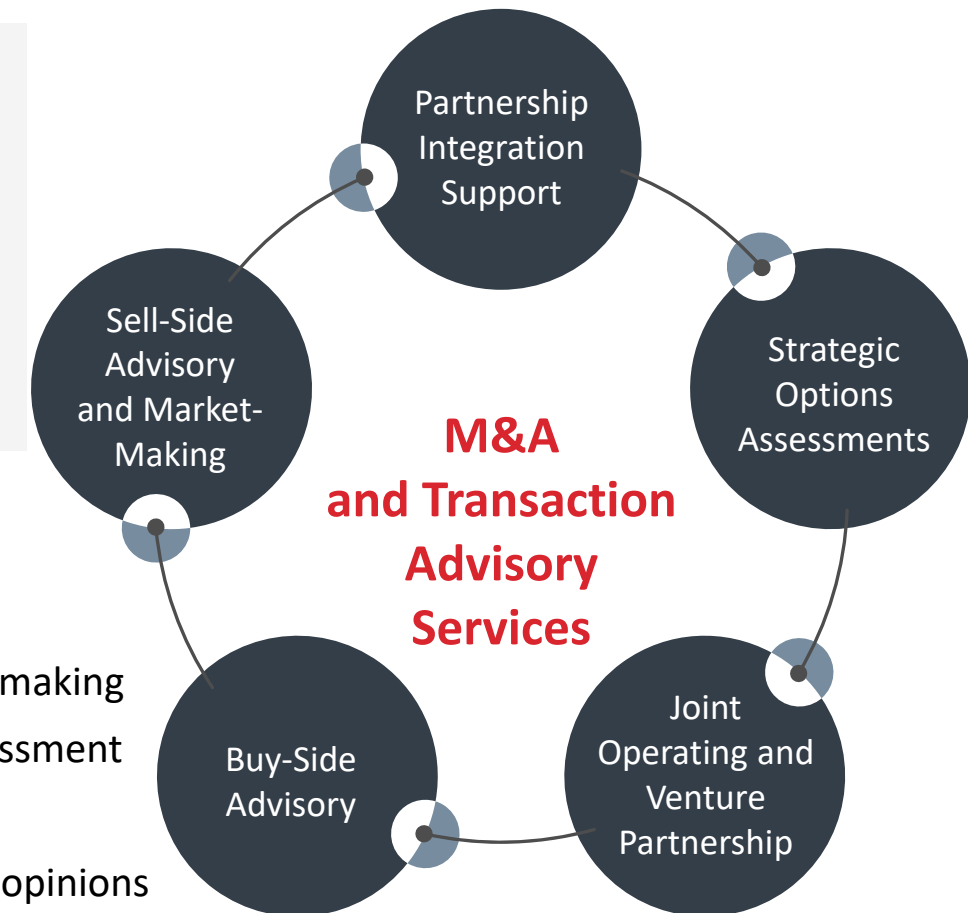 Partnership
Integration
Support
Strategic
Options
Assessments
Joint
Operating and
Venture
Partnership
Buy-Side
Advisory
Sell-Side
Advisory
and Market-
Making
M&A
and Transaction
Advisory
Services
making
essment
opinions